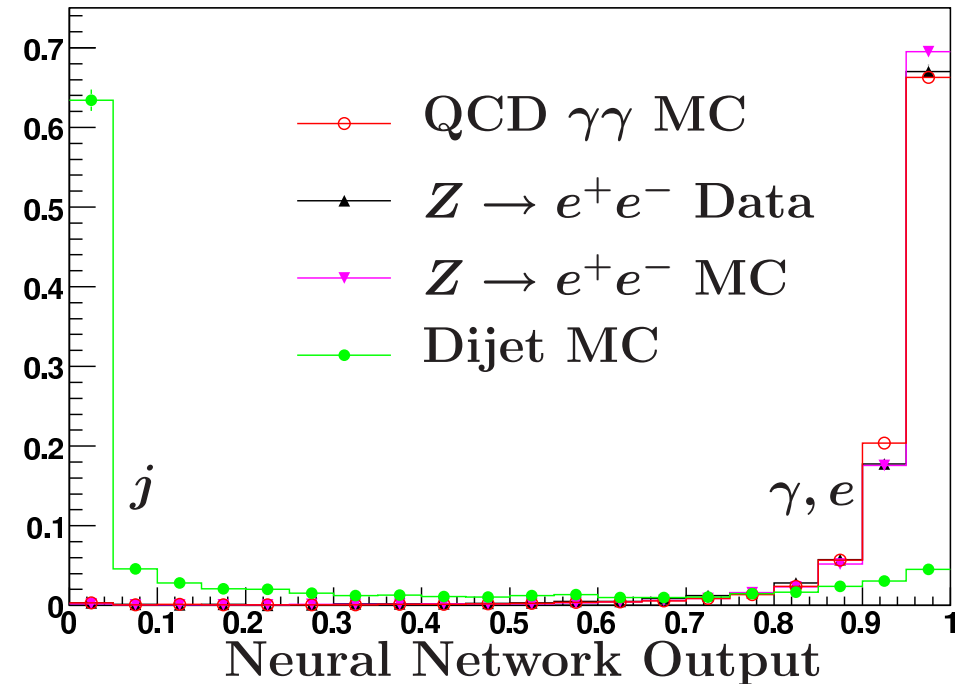 0.7
0.6
0.5
0.4
0.3
0.2
0.1
0
QCD γγ MC
Z → e⁺e⁻ Data
Z → e⁺e⁻ MC
Dijet MC
j
γ, e
0 0.1 0.2 0.3 0.4 0.5 0.6 0.7 0.8 0.9 1
Neural Network Output